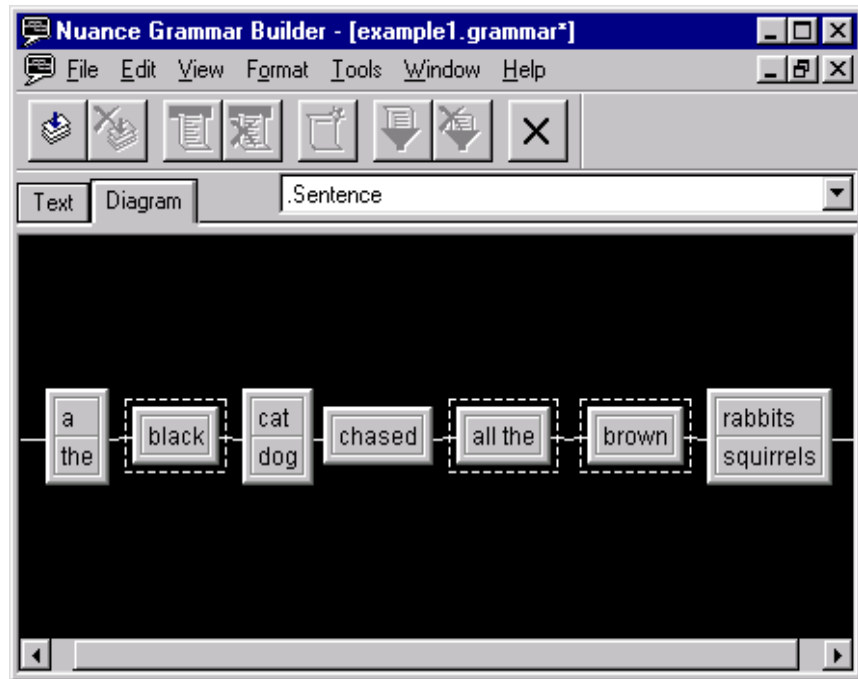 Nuance Grammar Builder - [example1.grammar*]
File Edit View Format Tools Window Help
Text Diagram .Sentence
a
the
black
cat
dog
chased
all the
brown
rabbits
squirrels